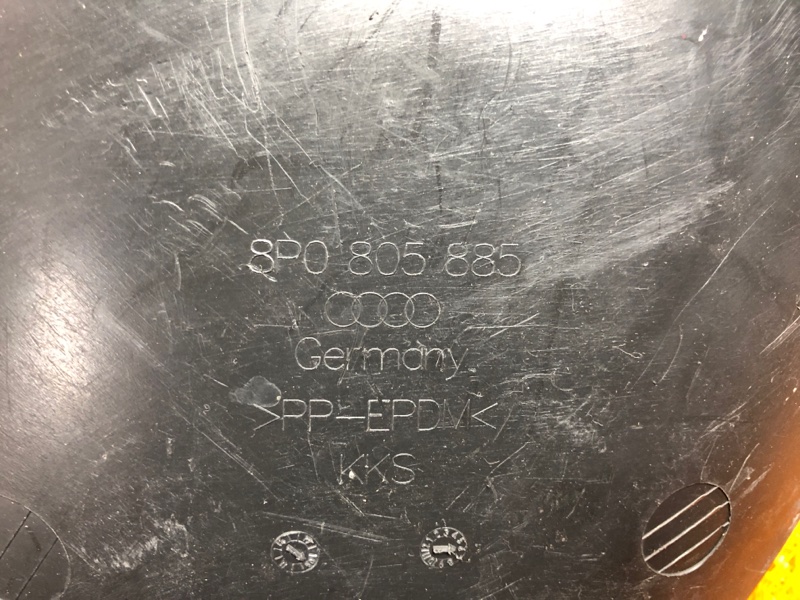 8P0 805 885
Germany
>PP-EPDM<
KKS